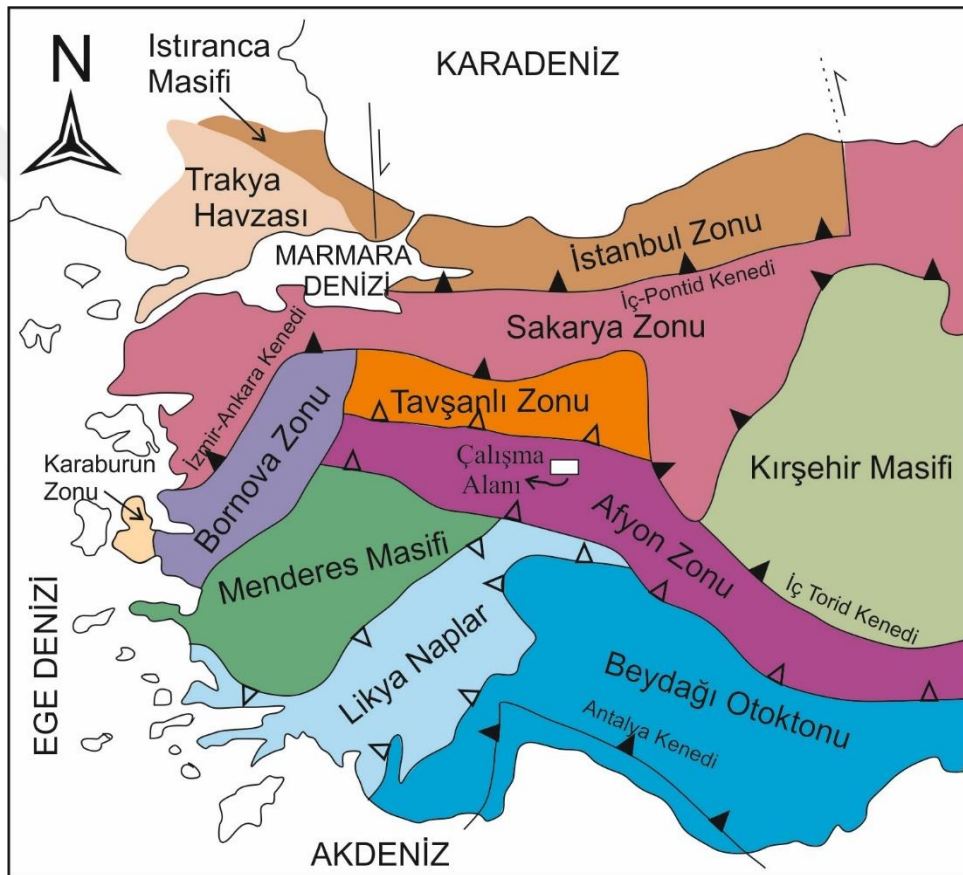 N
Istıranca
Masifi
KARADENİZ
Trakya
Havzası
MARMARA
DENİZİ
İstanbul Zonu
İç-Pontid Kenedi
Sakarya Zonu
İzmir-Ankara Kenedi
Tavşanlı Zonu
Bornova Zonu
Karaburun
Zonu
Çalışma
Alanı
Kırşehir Masifi
Afyon Zonu
Menderes Masifi
İç Torid Kenedi
EGE DENİZİ
Likya Naplar
Beydağı Otoktonu
Antalya Kenedi
AKDENİZ